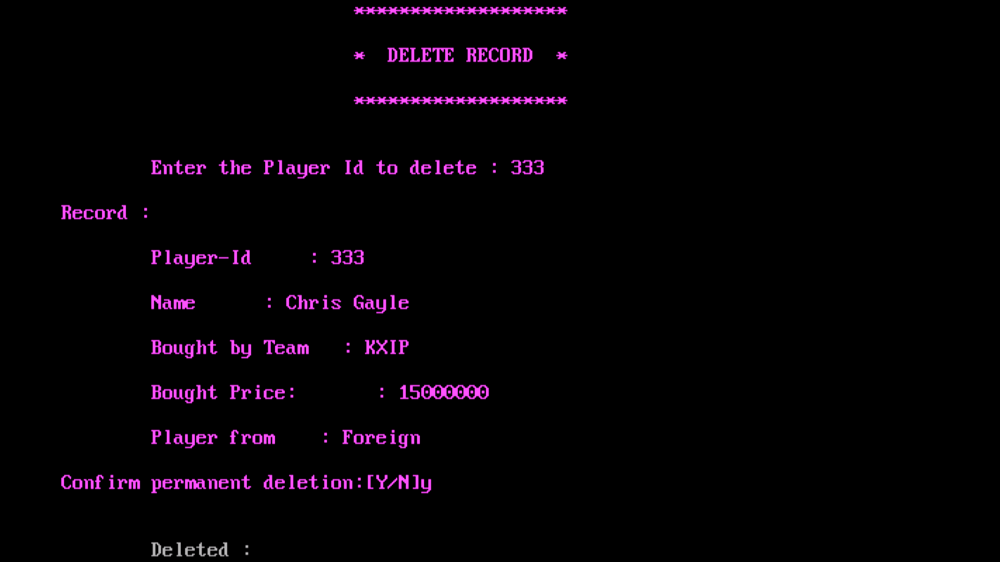 *******************
*  DELETE RECORD  *
*******************
Enter the Player Id to delete : 333
Record :
Player-Id     : 333
Name      : Chris Gayle
Bought by Team   : KXIP
Bought Price:       : 15000000
Player from    : Foreign
Confirm permanent deletion:[Y/N]y
Deleted :